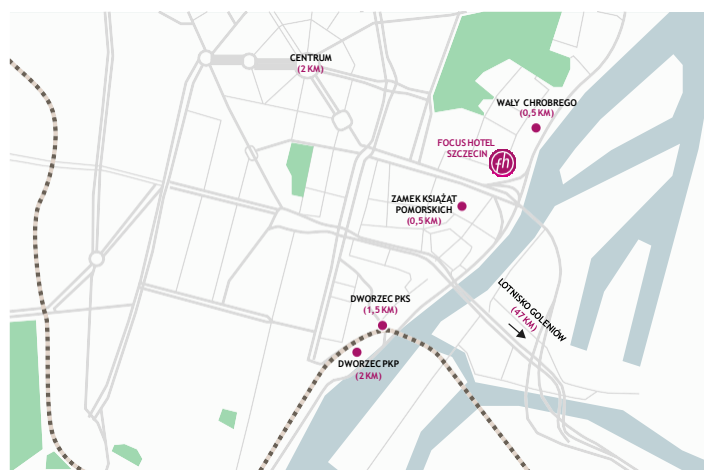 CENTRUM
(2 KM)
WAŁY CHROBREGO
(0,5 KM)
FOCUS HOTEL
SZCZECIN
fh
ZAMEK KSIĄŻĄT
POMORSKICH
(0,5 KM)
LOTNISKO GOLENIÓW
(47 KM)
DWORZEC PKS
(1,5 KM)
DWORZEC PKP
(2 KM)